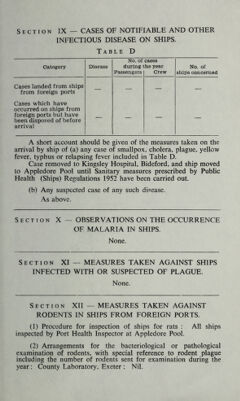 SECTION IX — CASES OF NOTIFIABLE AND OTHER
INFECTIOUS DISEASE ON SHIPS.
TABLE D
Category
Disease
No. of cases
during the year
Passengers
Crew
No. of
ships concerned
Cases landed from ships
from foreign ports
— — — —
Cases which have
occurred on ships from
foreign ports but have
been disposed of before
arrival
— — — —
A short account should be given of the measures taken on the
arrival by ship of (a) any case of smallpox, cholera, plague, yellow
fever, typhus or relapsing fever included in Table D.
Case removed to Kingsley Hospital, Bideford, and ship moved
to Appledore Pool until Sanitary measures prescribed by Public
Health (Ships) Regulations 1952 have been carried out.
(b) Any suspected case of any such disease.
As above.
SECTION X — OBSERVATIONS ON THE OCCURRENCE
OF MALARIA IN SHIPS.
None.
SECTION XI — MEASURES TAKEN AGAINST SHIPS
INFECTED WITH OR SUSPECTED OF PLAGUE.
None.
SECTION XII — MEASURES TAKEN AGAINST
RODENTS IN SHIPS FROM FOREIGN PORTS.
(1) Procedure for inspection of ships for rats : All ships
inspected by Port Health Inspector at Appledore Pool.
(2) Arrangements for the bacteriological or pathological
examination of rodents, with special reference to rodent plague
including the number of rodents sent for examination during the
year : County Laboratory, Exeter : Nil.